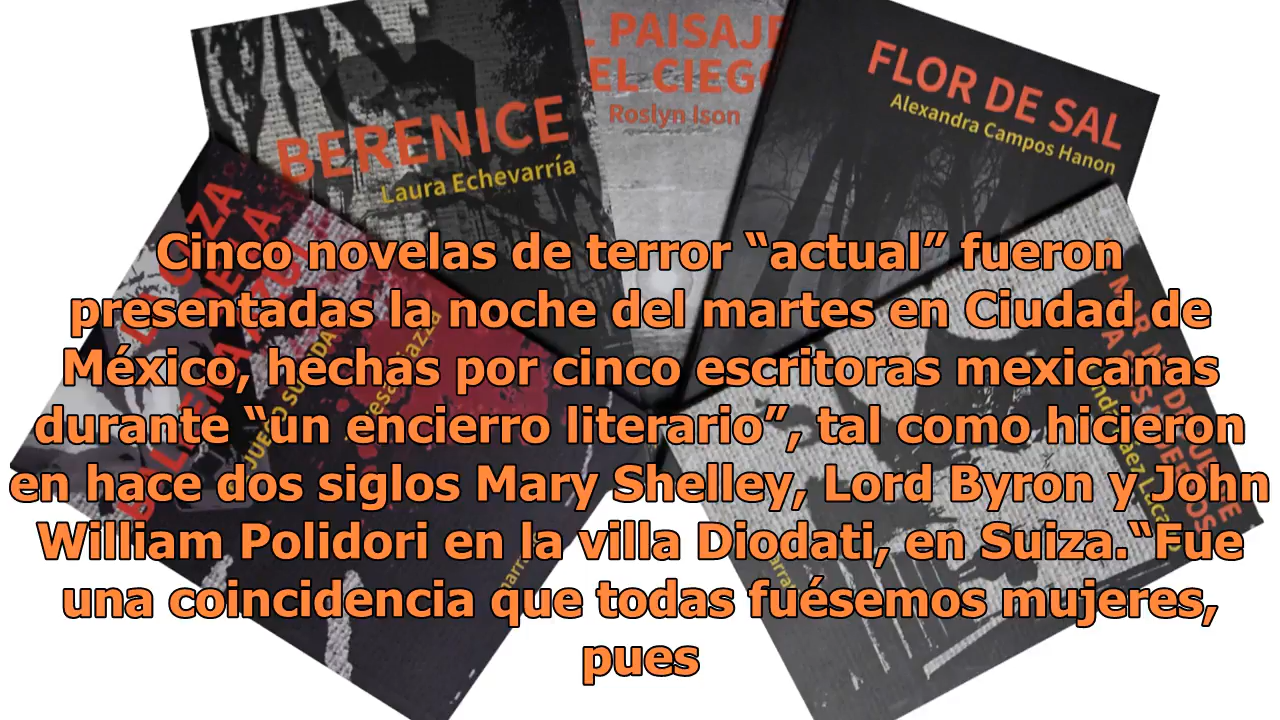 BERENICE
Laura Echevarría
L PAISAJE
EL CIEGO
Roslyn Ison
FLOR DE SAL
Alexandra Campos Hanon
Cinco novelas de terror “actual” fueron
presentadas la noche del martes en Ciudad de
México, hechas por cinco escritoras mexicanas
durante “un encierro literario”, tal como hicieron
en hace dos siglos Mary Shelley, Lord Byron y John
William Polidori en la villa Diodati, en Suiza.“Fue
una coincidencia que todas fuésemos mujeres,
pues